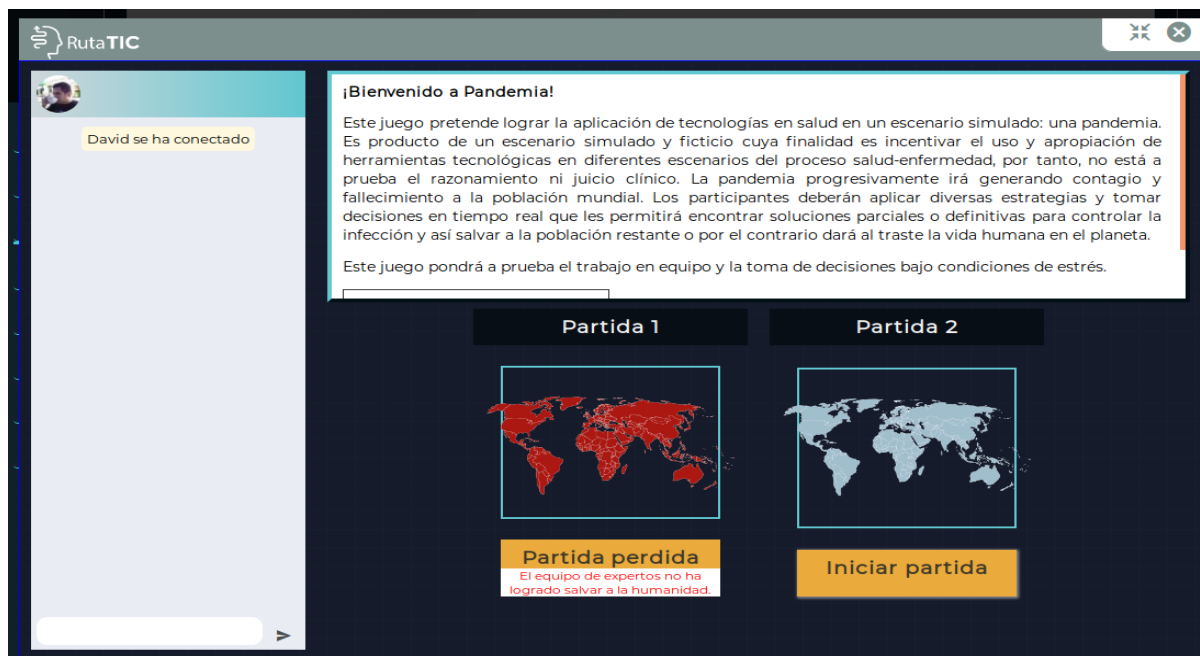 RutaTIC
David se ha conectado
¡Bienvenido a Pandemia!
Este juego pretende lograr la aplicación de tecnologías en salud en un escenario simulado: una pandemia.
Es producto de un escenario simulado y ficticio cuya finalidad es incentivar el uso y apropiación de
herramientas tecnológicas en diferentes escenarios del proceso salud-enfermedad, por tanto, no está a
prueba el razonamiento ni juicio clínico. La pandemia progresivamente irá generando contagio y
fallecimiento a la población mundial. Los participantes deberán aplicar diversas estrategias y tomar
decisiones en tiempo real que les permitirá encontrar soluciones parciales o definitivas para controlar la
infección y así salvar a la población restante o por el contrario dará al traste la vida humana en el planeta.
Este juego pondrá a prueba el trabajo en equipo y la toma de decisiones bajo condiciones de estrés.
Partida 1
Partida 2
Partida perdida
El equipo de expertos no ha
logrado salvar a la humanidad.
Iniciar partida